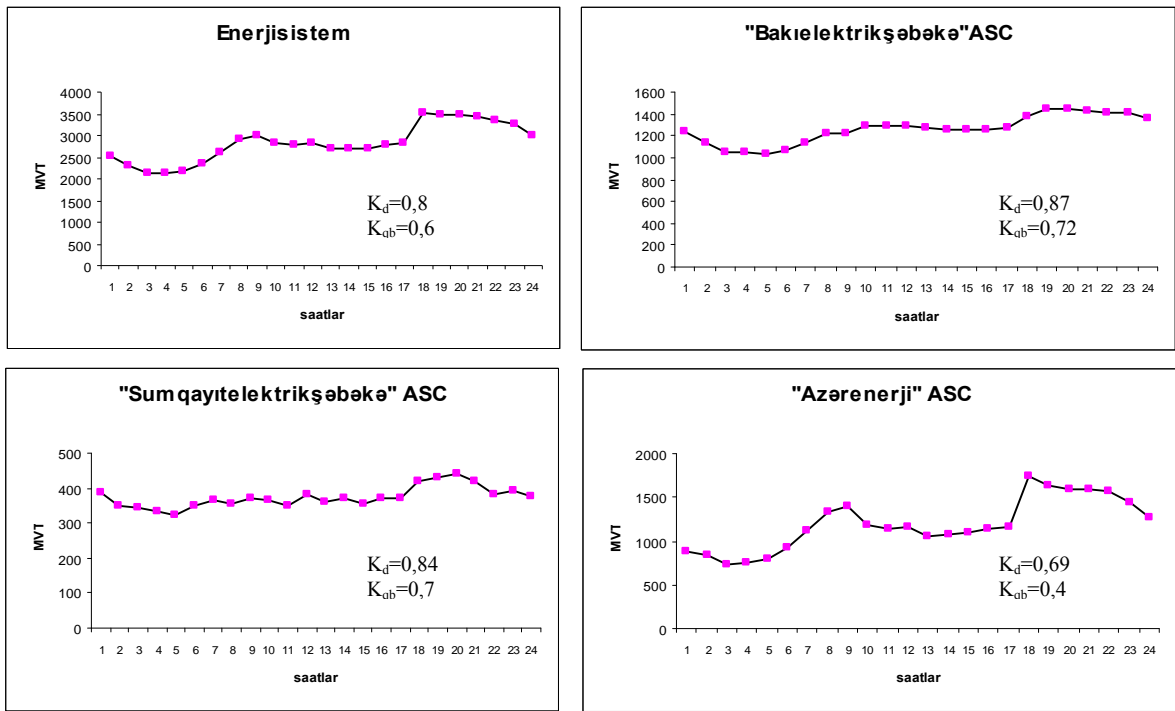 Enerjisistem
4000
3500
3000
2500
2000
1500
1000
500
0
MVT
K_d=0,8
K_qb=0,6
1 2 3 4 5 6 7 8 9 10 11 12 13 14 15 16 17 18 19 20 21 22 23 24
saatlar
"Bakıelektrikşəbəkə"ASC
1600
1400
1200
1000
800
600
400
200
0
MVT
K_d=0,87
K_qb=0,72
1 2 3 4 5 6 7 8 9 10 11 12 13 14 15 16 17 18 19 20 21 22 23 24
saatlar
"Sumqayıtelektrikşəbəkə" ASC
500
400
300
200
100
0
MVT
K_d=0,84
K_qb=0,7
1 2 3 4 5 6 7 8 9 10 11 12 13 14 15 16 17 18 19 20 21 22 23 24
saatlar
"Azərenerji" ASC
2000
1500
1000
500
0
MVT
K_d=0,69
K_qb=0,4
1 2 3 4 5 6 7 8 9 10 11 12 13 14 15 16 17 18 19 20 21 22 23 24
saatlar